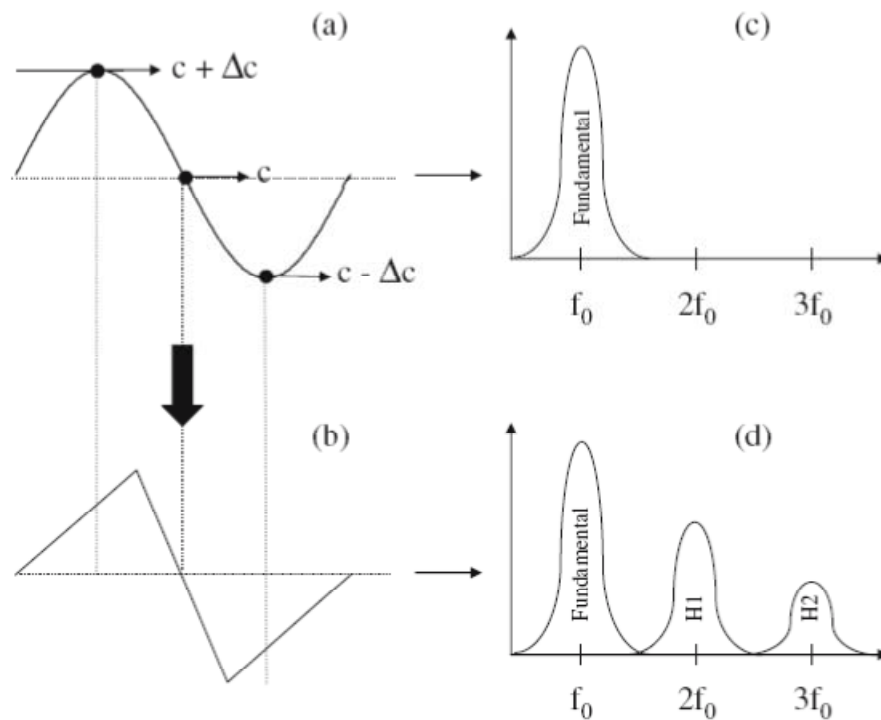 (a)
c + Δc
c
c - Δc
(b)
(c)
Fundamental
f₀
2f₀
3f₀
(d)
Fundamental
H1
H2
f₀
2f₀
3f₀